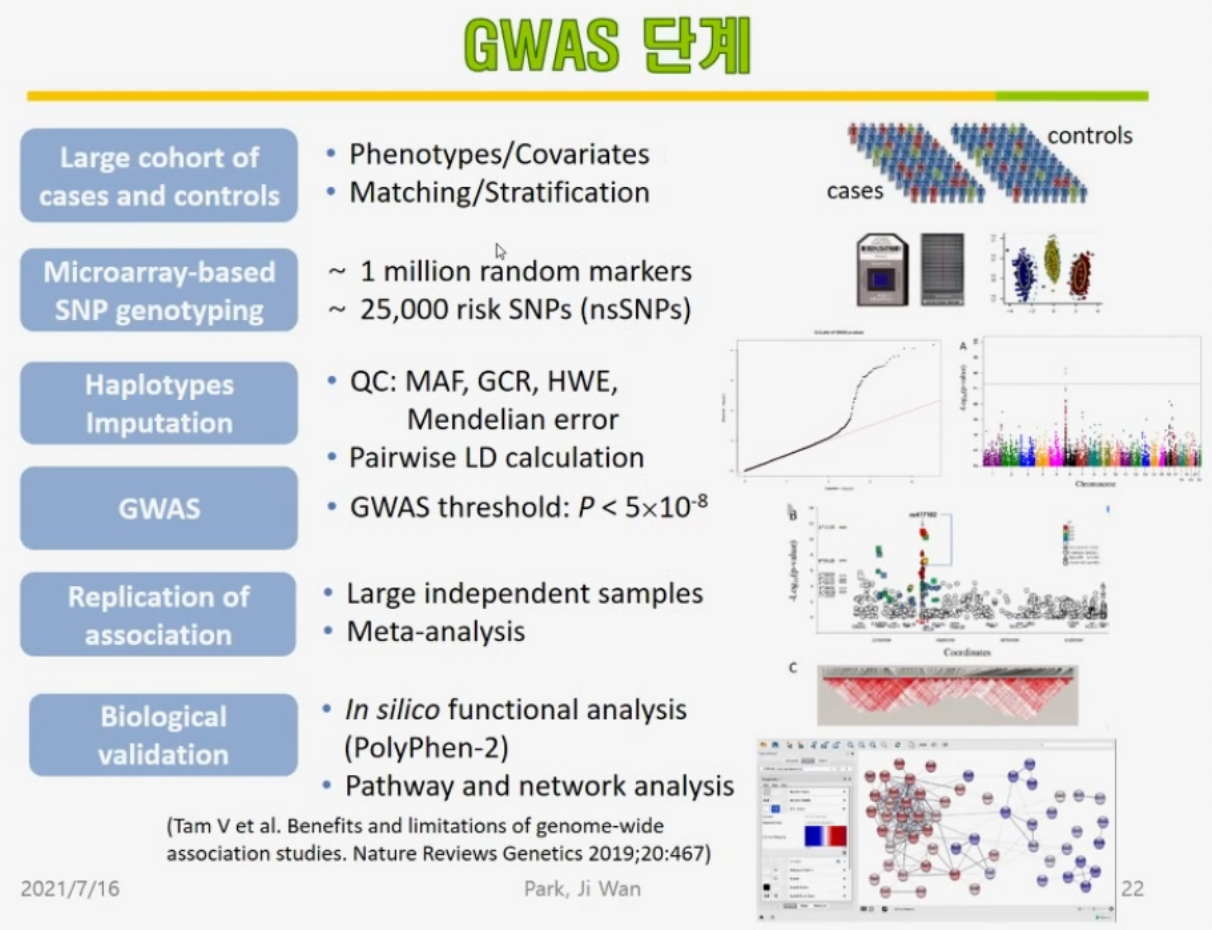 GWAS 단계
Large cohort of
cases and controls
• Phenotypes/Covariates
• Matching/Stratification
cases
controls
Microarray-based
SNP genotyping
~ 1 million random markers
~ 25,000 risk SNPs (nsSNPs)
Haplotypes
Imputation
• QC: MAF, GCR, HWE,
Mendelian error
• Pairwise LD calculation
GWAS
• GWAS threshold: P < 5×10⁻⁸
Replication of
association
• Large independent samples
• Meta-analysis
Biological
validation
• In silico functional analysis
(PolyPhen-2)
• Pathway and network analysis
(Tam V et al. Benefits and limitations of genome-wide
association studies. Nature Reviews Genetics 2019;20:467)
A
Chromosome
B
-Log₁₀(p-value)
Coordinates
C
2021/7/16
Park, Ji Wan
22